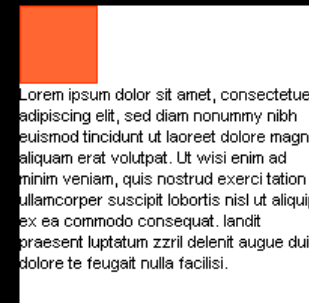 Lorem ipsum dolor sit amet, consectetue
adipiscing elit, sed diam nonummy nibh
euismod tincidunt ut laoreet dolore magn
aliquam erat volutpat. Ut wisi enim ad
minim veniam, quis nostrud exerci tation
ullamcorper suscipit lobortis nisl ut aliqui
ex ea commodo consequat. landit
praesent luptatum zzril delenit augue dui
dolore te feugait nulla facilisi.